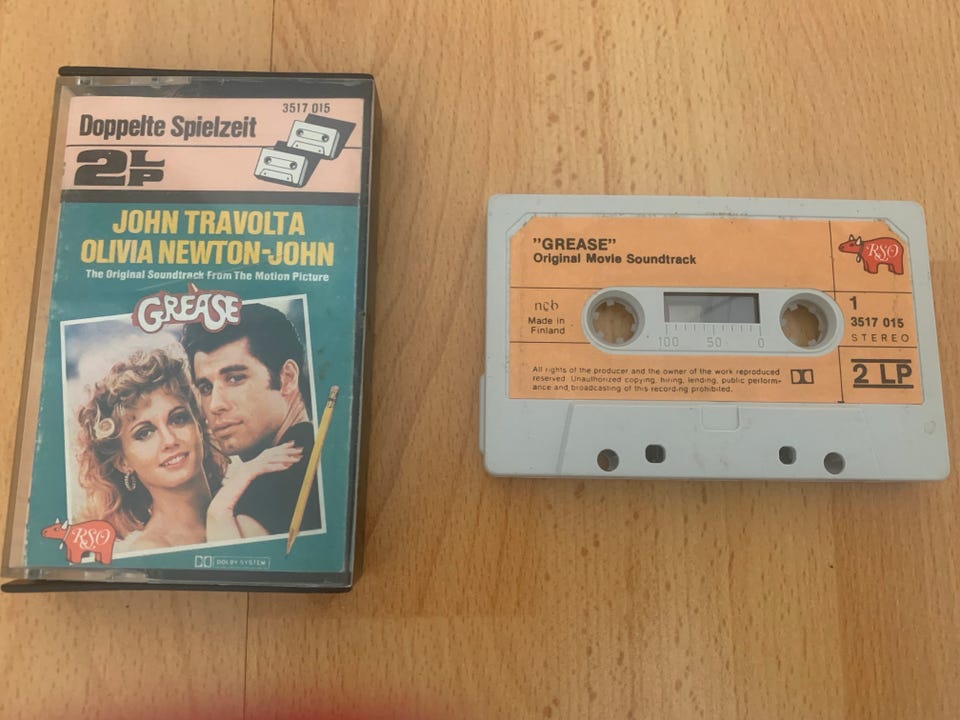 3517 015
Doppelte Spielzeit
2LP
JOHN TRAVOLTA
OLIVIA NEWTON-JOHN
The Original Soundtrack From The Motion Picture
GREASE
RSO
DOLBY SYSTEM
"GREASE"
Original Movie Soundtrack
RSO
ncb
Made in
Finland
1
3517 015
STEREO
100 50 0
All rights of the producer and the owner of the work reproduced
reserved. Unauthorized copying, hiring, lending, public perform-
ance and broadcasting of this recording prohibited.
2 LP